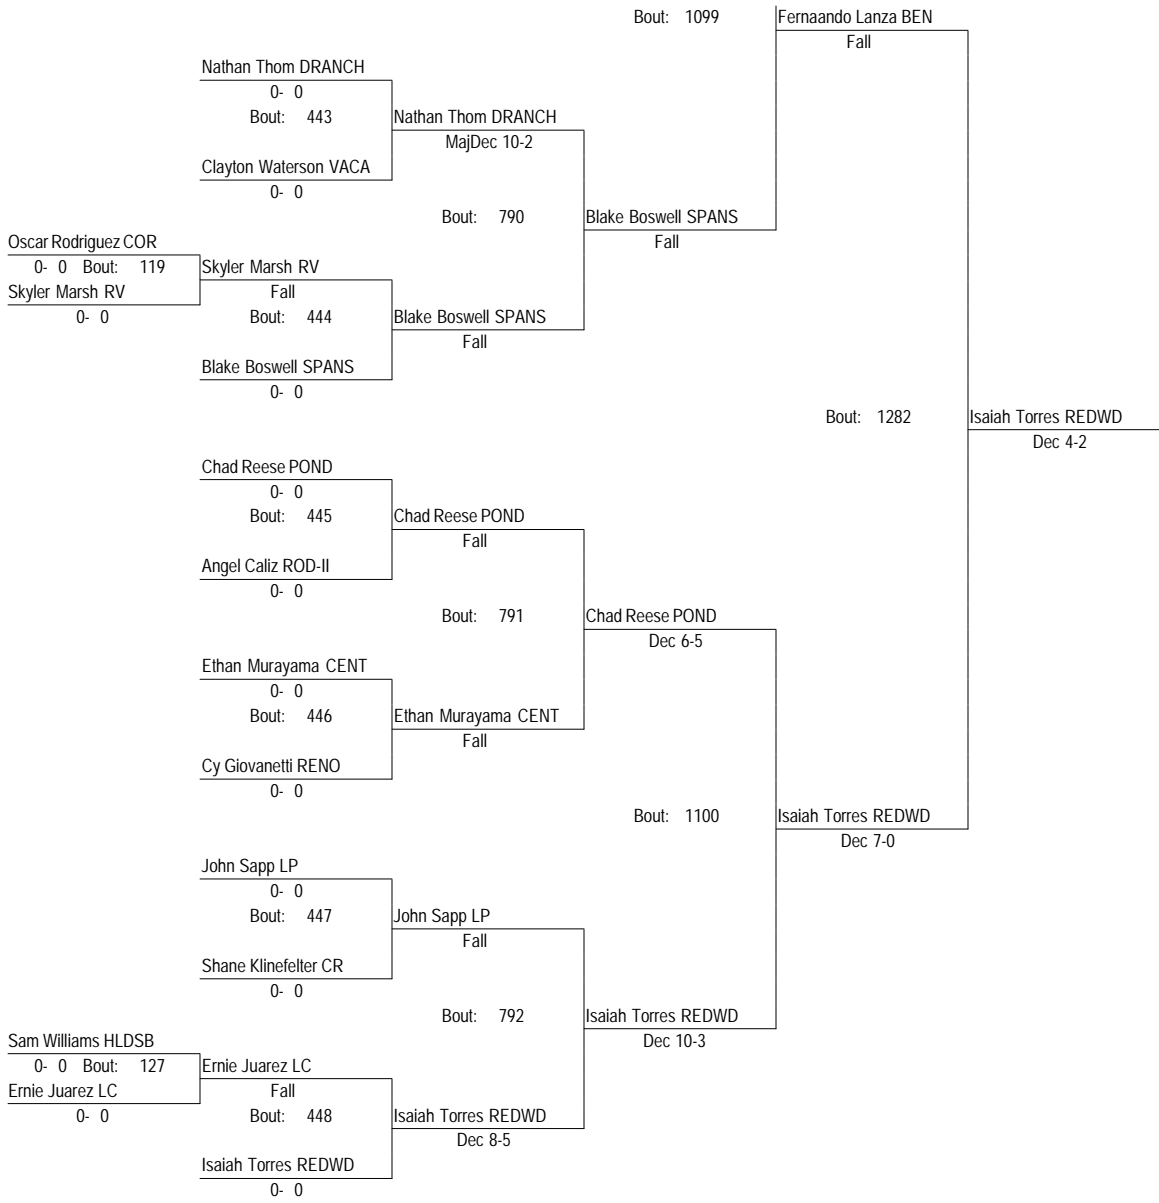 Bout: 1099 Fernaando Lanza BEN
Fall
Nathan Thom DRANCH
0- 0
Bout: 443 Nathan Thom DRANCH
MajDec 10-2
Clayton Waterson VACA
0- 0
Bout: 790 Blake Boswell SPANS
Fall
Oscar Rodriguez COR
0- 0 Bout: 119 Skyler Marsh RV
Skyler Marsh RV Fall
0- 0 Bout: 444 Blake Boswell SPANS
Fall
Blake Boswell SPANS
0- 0
Bout: 1282 Isaiah Torres REDWD
Dec 4-2
Chad Reese POND
0- 0
Bout: 445 Chad Reese POND
Fall
Angel Caliz ROD-II
0- 0
Bout: 791 Chad Reese POND
Dec 6-5
Ethan Murayama CENT
0- 0
Bout: 446 Ethan Murayama CENT
Fall
Cy Giovanetti RENO
0- 0
Bout: 1100 Isaiah Torres REDWD
Dec 7-0
John Sapp LP
0- 0
Bout: 447 John Sapp LP
Fall
Shane Klinefelter CR
0- 0
Bout: 792 Isaiah Torres REDWD
Dec 10-3
Sam Williams HLDSB
0- 0 Bout: 127 Ernie Juarez LC
Ernie Juarez LC Fall
0- 0 Bout: 448 Isaiah Torres REDWD
Dec 8-5
Isaiah Torres REDWD
0- 0